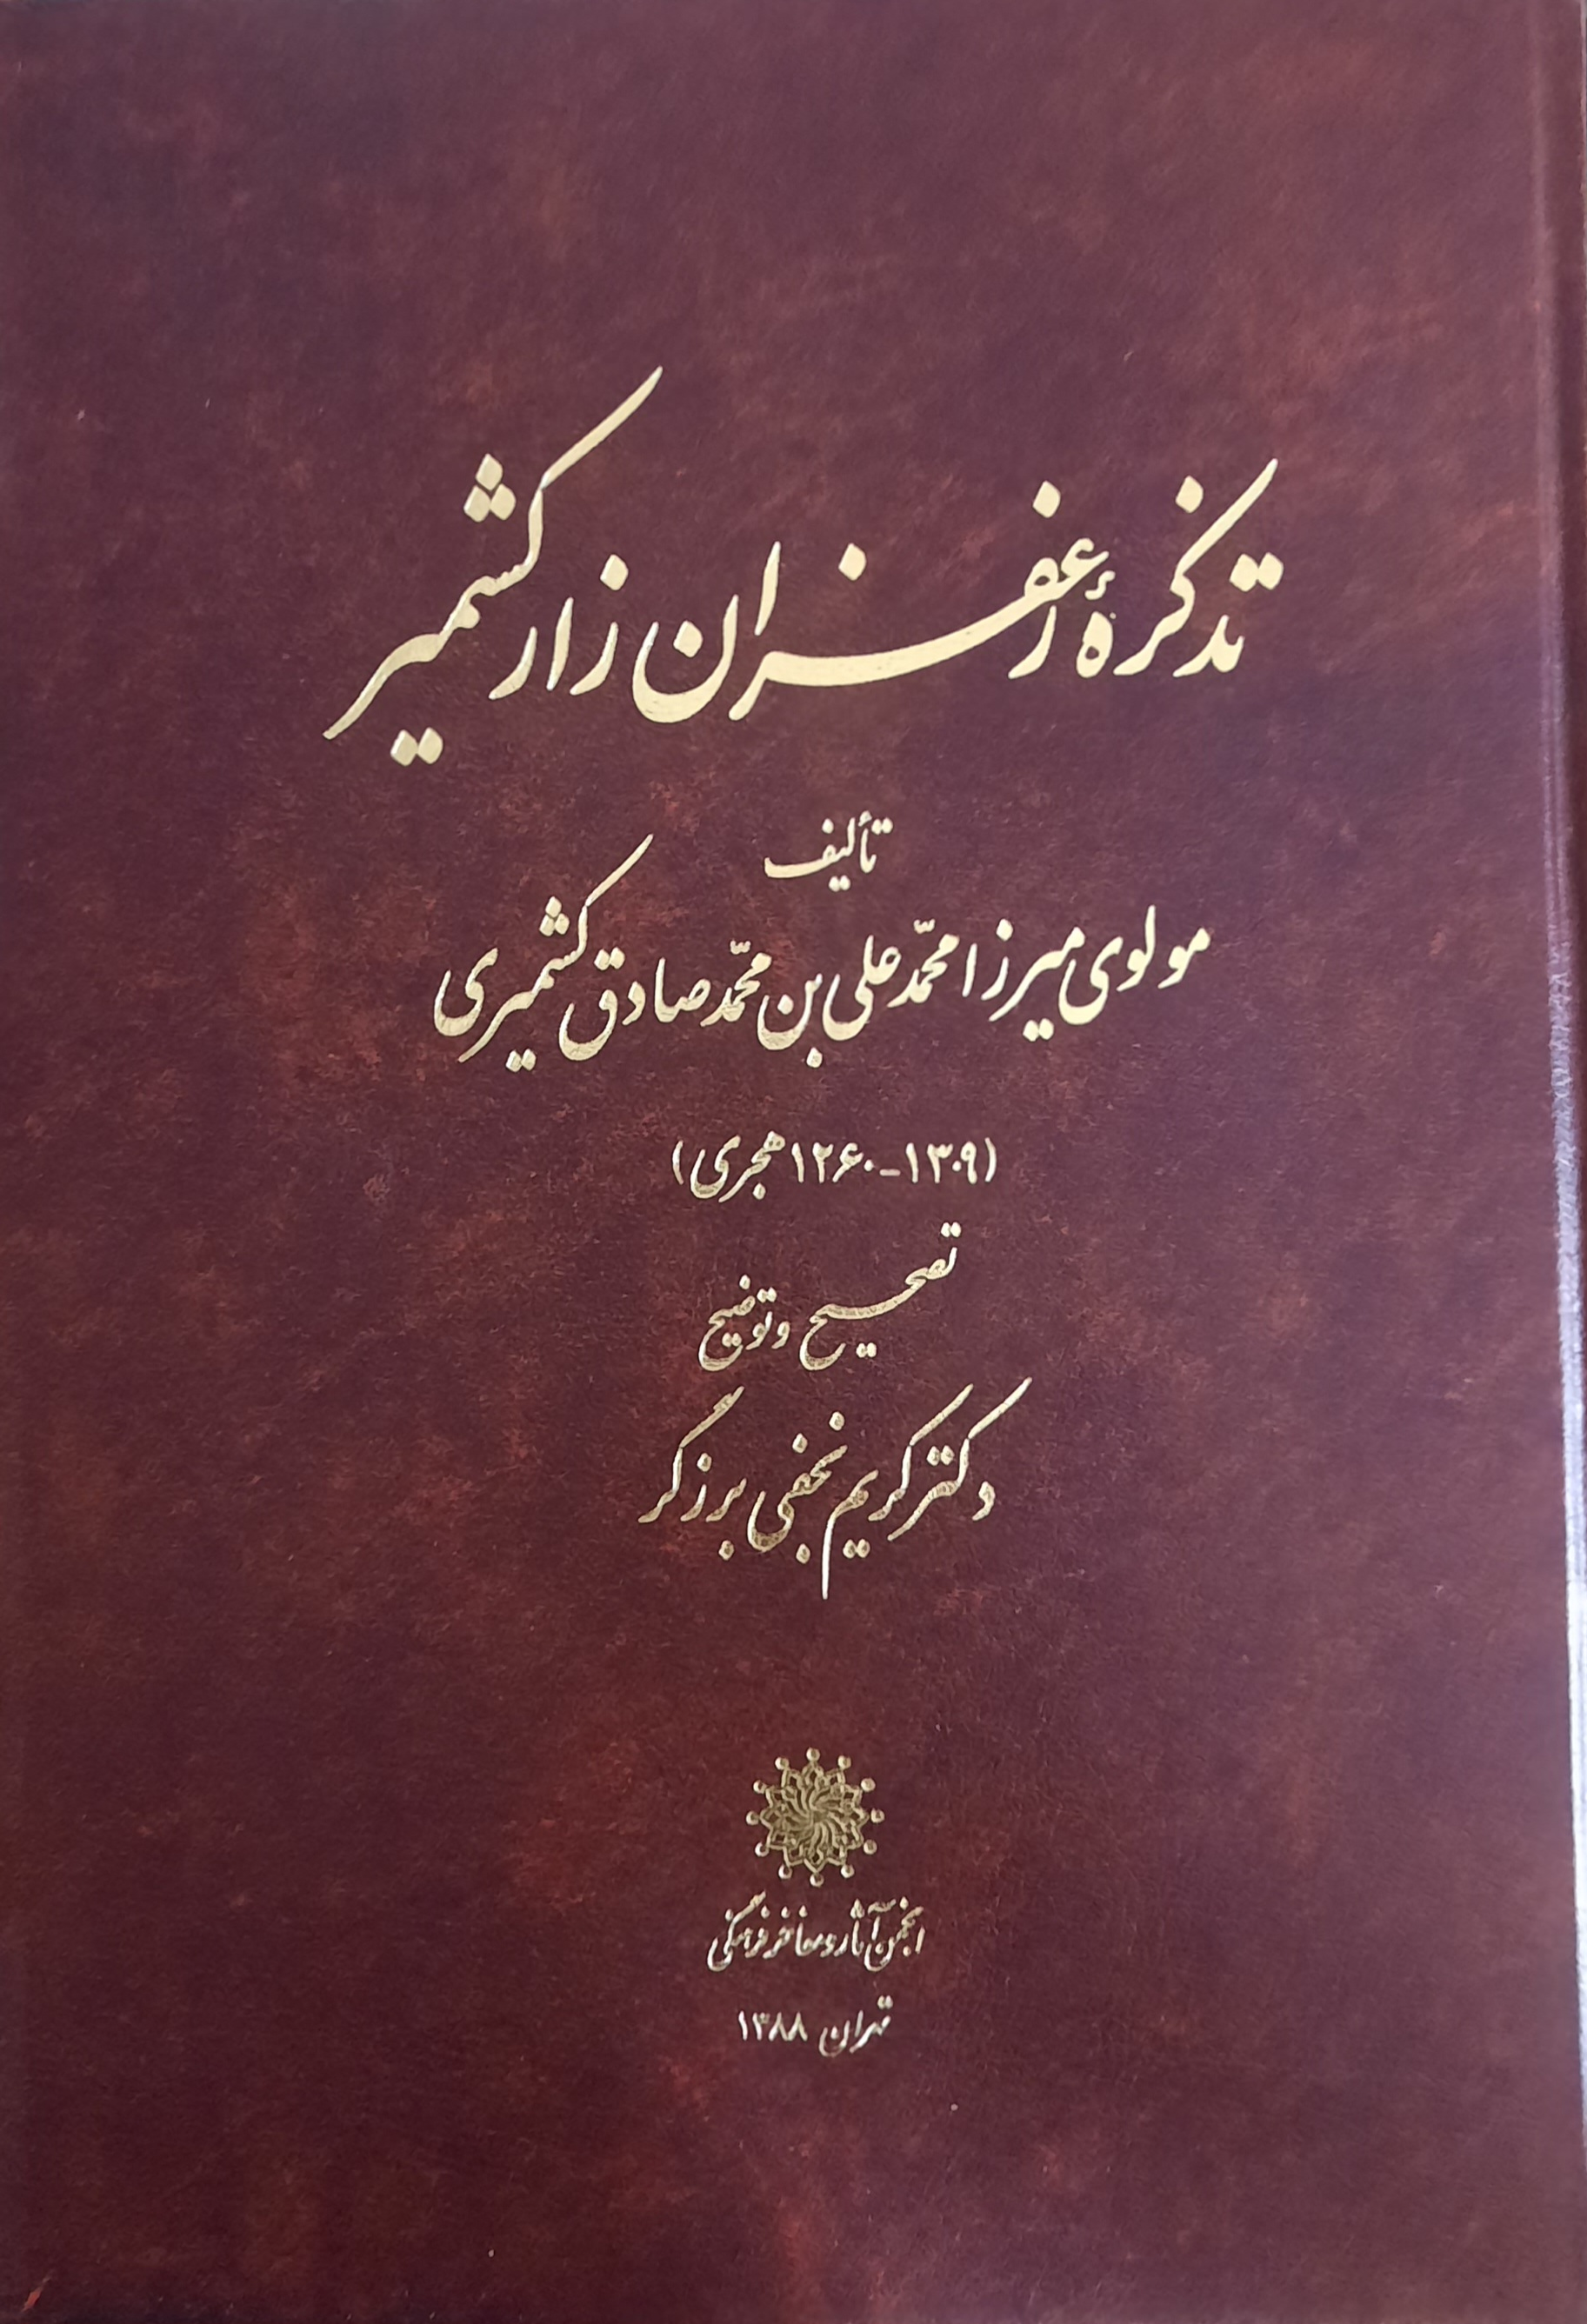 تذکرهٔ زعفران زار کشمیر
تألیف
مولوی میرزا محمّد علی بن محمّد صادق کشمیری
(۱۳۰۹-۱۲۶۰ هجری)
تصحیح و توضیح
دکتر کریم نجفی برزگر
انجمن آثار و مفاخر فرهنگی
تهران ۱۳۸۸